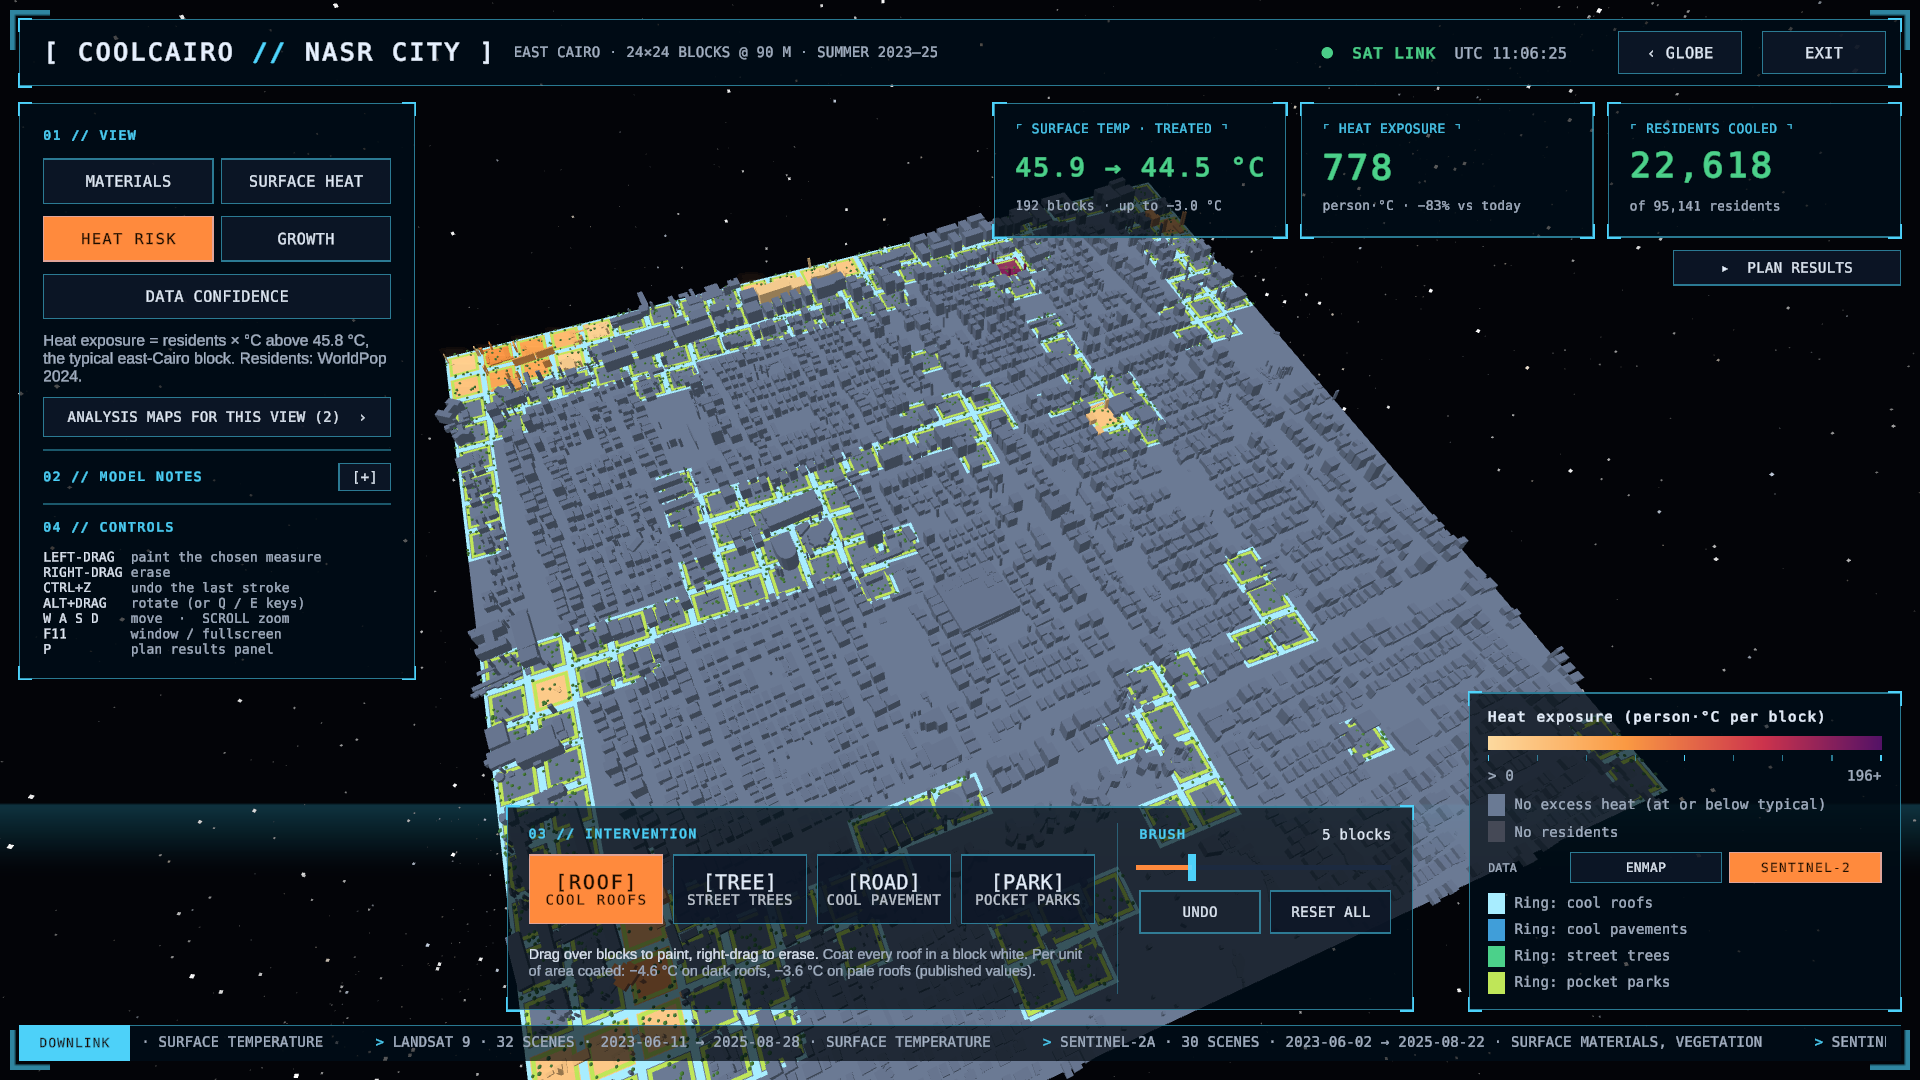 [ COOLCAIRO // NASR CITY ]
EAST CAIRO · 24×24 BLOCKS @ 90 M · SUMMER 2023–25
SAT LINK
UTC 11:06:25
‹ GLOBE
EXIT
01 // VIEW
MATERIALS
SURFACE HEAT
HEAT RISK
GROWTH
DATA CONFIDENCE
Heat exposure = residents × °C above 45.8 °C,
the typical east-Cairo block. Residents: WorldPop
2024.
ANALYSIS MAPS FOR THIS VIEW (2) ›
02 // MODEL NOTES
[+]
04 // CONTROLS
LEFT-DRAG paint the chosen measure
RIGHT-DRAG erase
CTRL+Z undo the last stroke
ALT+DRAG rotate (or Q / E keys)
W A S D move · SCROLL zoom
F11 window / fullscreen
P plan results panel
⌜ SURFACE TEMP · TREATED ⌝
45.9 → 44.5 °C
192 blocks · up to −3.0 °C
⌜ HEAT EXPOSURE ⌝
778
person·°C · −83% vs today
⌜ RESIDENTS COOLED ⌝
22,618
of 95,141 residents
▸ PLAN RESULTS
03 // INTERVENTION
[ROOF]
COOL ROOFS
[TREE]
STREET TREES
[ROAD]
COOL PAVEMENT
[PARK]
POCKET PARKS
Drag over blocks to paint, right-drag to erase. Coat every roof in a block white. Per unit
of area coated: −4.6 °C on dark roofs, −3.6 °C on pale roofs (published values).
BRUSH
5 blocks
UNDO
RESET ALL
Heat exposure (person·°C per block)
> 0
196+
No excess heat (at or below typical)
No residents
DATA
ENMAP
SENTINEL-2
Ring: cool roofs
Ring: cool pavements
Ring: street trees
Ring: pocket parks
DOWNLINK
· SURFACE TEMPERATURE > LANDSAT 9 · 32 SCENES · 2023-06-11 → 2025-08-28 · SURFACE TEMPERATURE > SENTINEL-2A · 30 SCENES · 2023-06-02 → 2025-08-22 · SURFACE MATERIALS, VEGETATION > SENTIN